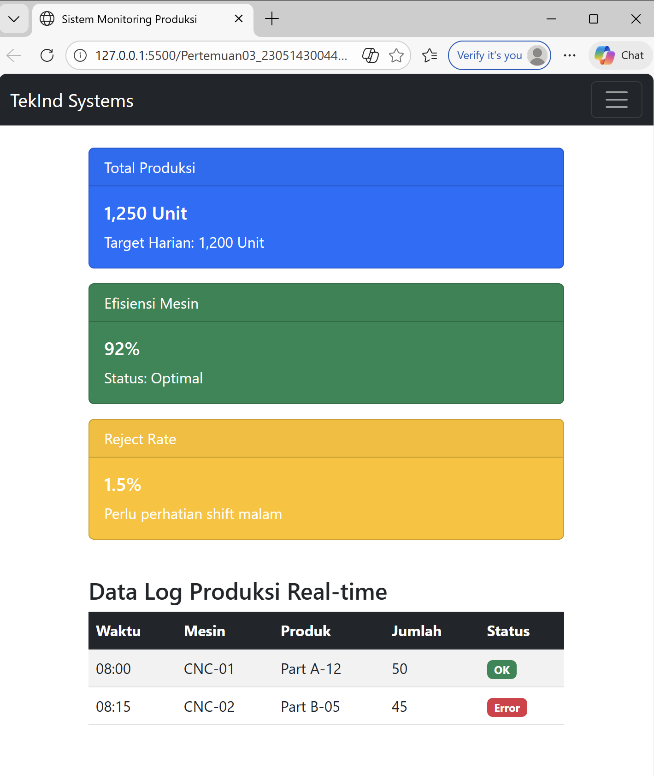 Sistem Monitoring Produksi
127.0.0.1:5500/Pertemuan03_23051430044...
Verify it's you
Chat
TekInd Systems
Total Produksi
1,250 Unit
Target Harian: 1,200 Unit
Efisiensi Mesin
92%
Status: Optimal
Reject Rate
1.5%
Perlu perhatian shift malam
Data Log Produksi Real-time
Waktu Mesin Produk Jumlah Status
08:00 CNC-01 Part A-12 50 OK
08:15 CNC-02 Part B-05 45 Error